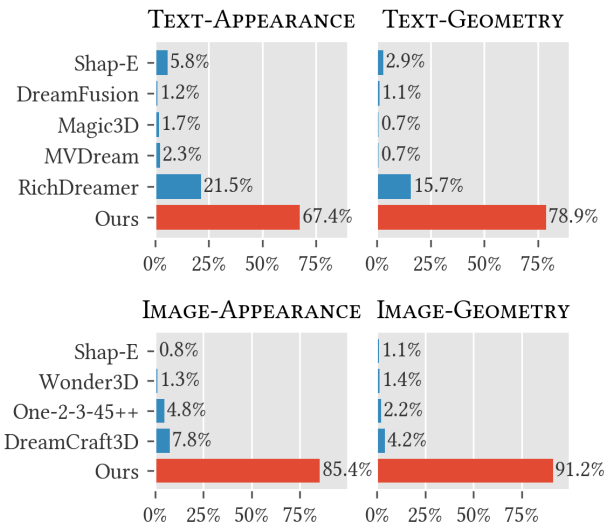 TEXT-APPEARANCE TEXT-GEOMETRY
Shap-E 5.8% 2.9%
DreamFusion 1.2% 1.1%
Magic3D 1.7% 0.7%
MVDream 2.3% 0.7%
RichDreamer 21.5% 15.7%
Ours 67.4% 78.9%
0% 25% 50% 75% 0% 25% 50% 75%
IMAGE-APPEARANCE IMAGE-GEOMETRY
Shap-E 0.8% 1.1%
Wonder3D 1.3% 1.4%
One-2-3-45++ 4.8% 2.2%
DreamCraft3D 7.8% 4.2%
Ours 85.4% 91.2%
0% 25% 50% 75% 0% 25% 50% 75%